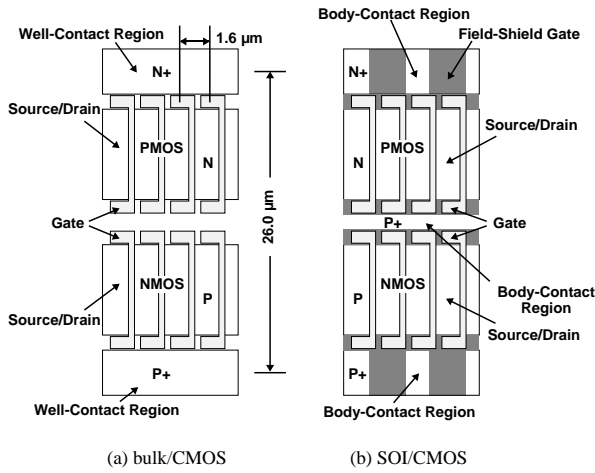 Well-Contact Region
1.6 μm
N+
Source/Drain
PMOS
N
Gate
26.0 μm
NMOS
P
Source/Drain
P+
Well-Contact Region
(a) bulk/CMOS
Body-Contact Region
Field-Shield Gate
N+
Source/Drain
N
PMOS
P+
Gate
P
NMOS
Body-Contact
Region
Source/Drain
P+
Body-Contact Region
(b) SOI/CMOS